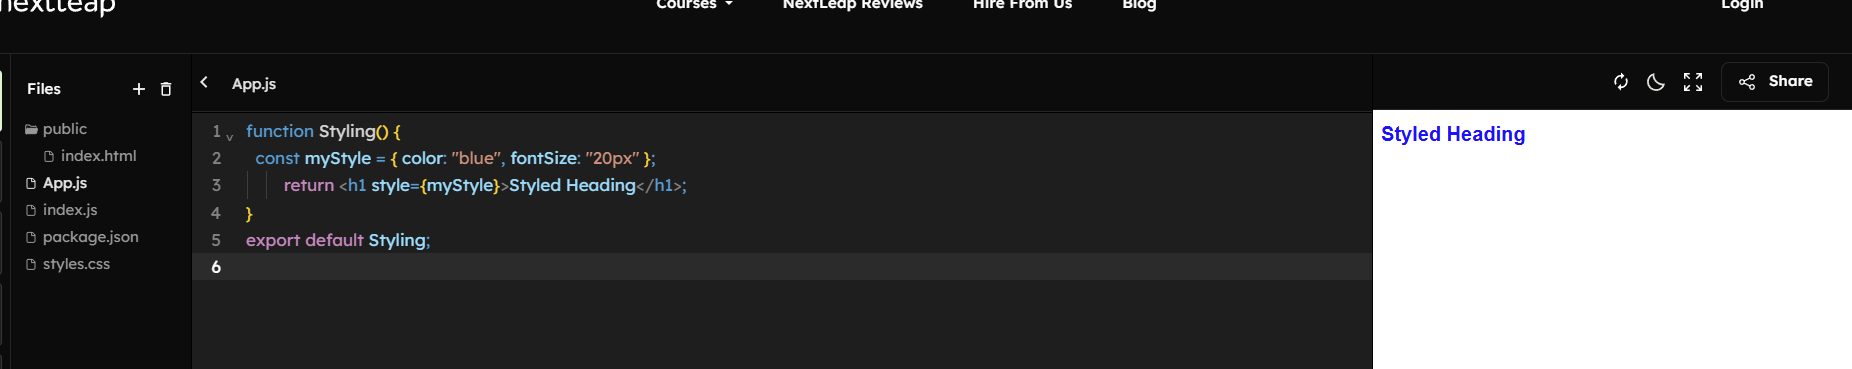 nextleap
Courses
NextLeap Reviews
Hire From Us
Blog
Login
Files
+
public
index.html
App.js
index.js
package.json
styles.css
App.js
1 function Styling() {
2 const myStyle = { color: "blue", fontSize: "20px" };
3 return <h1 style={myStyle}>Styled Heading</h1>;
4 }
5 export default Styling;
6
Share
Styled Heading